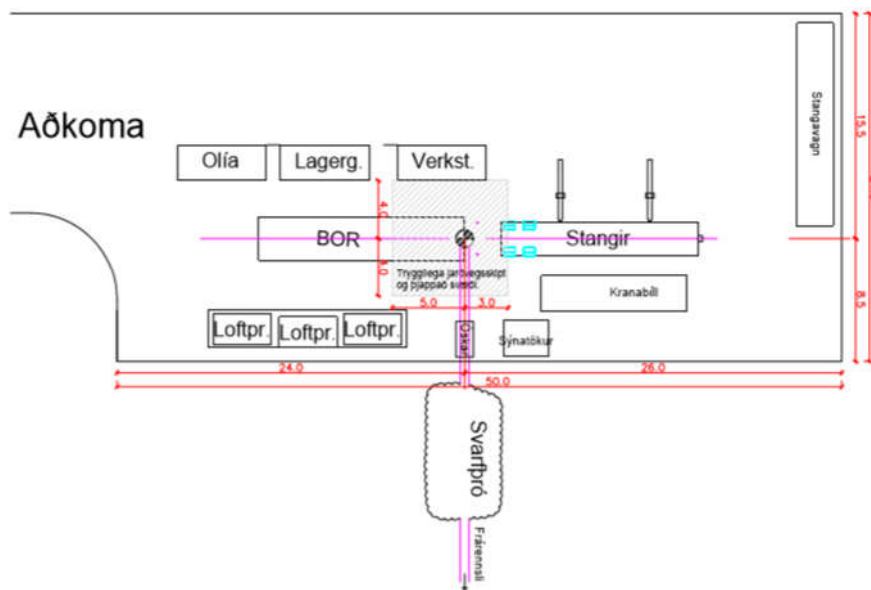 Aðkoma
Olía
Lagerg.
Verkst.
Stangavagn
15.5
4.0
BOR
Stangir
4.0
Tryggilega jarðvegsskipt
og þjappað svæði.
5.0
3.0
Kranabíll
8.5
Loftpr.
Loftpr.
Loftpr.
Sýnatökur
24.0
26.0
50.0
Svarfþró
Frárennsli